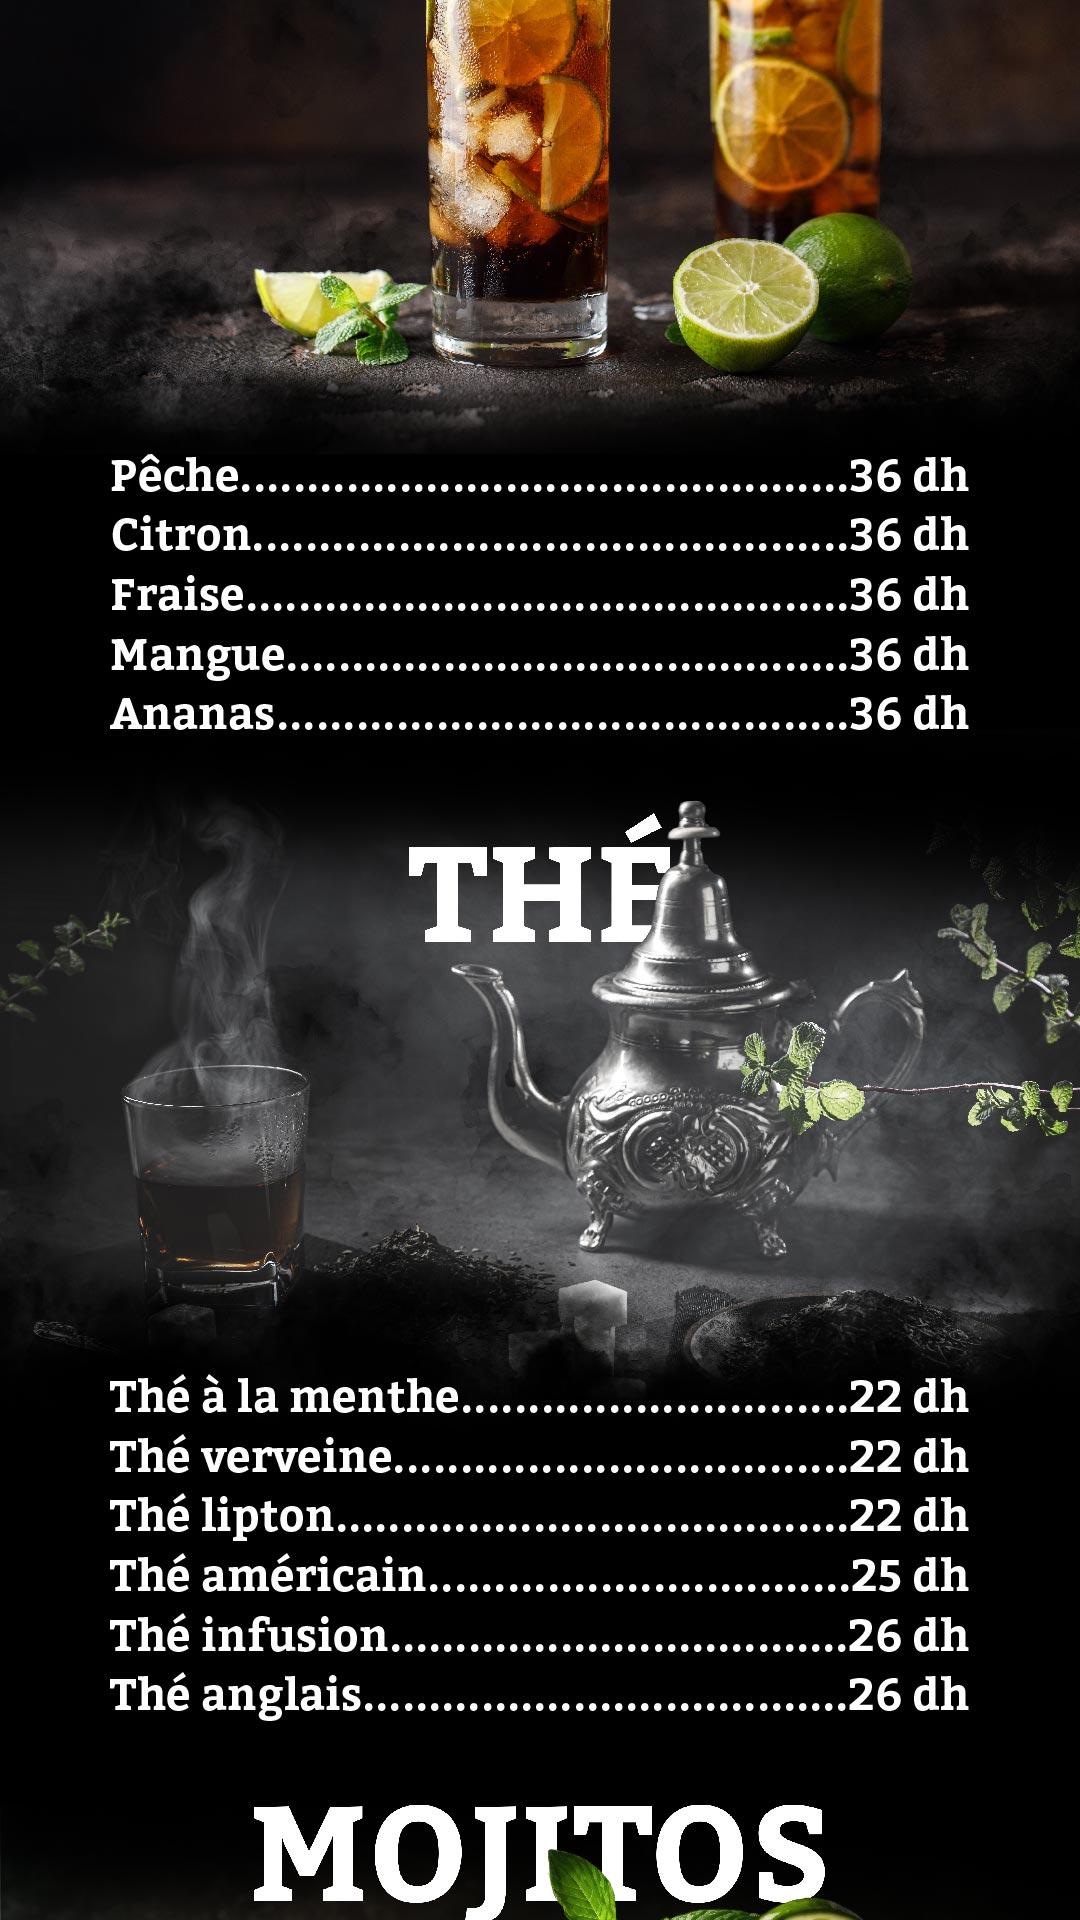 Pêche..............................................36 dh
Citron.............................................36 dh
Fraise.............................................36 dh
Mangue..........................................36 dh
Ananas...........................................36 dh
THÉ
Thé à la menthe.............................22 dh
Thé verveine..................................22 dh
Thé lipton.......................................22 dh
Thé américain................................25 dh
Thé infusion...................................26 dh
Thé anglais.....................................26 dh
MOJITOS